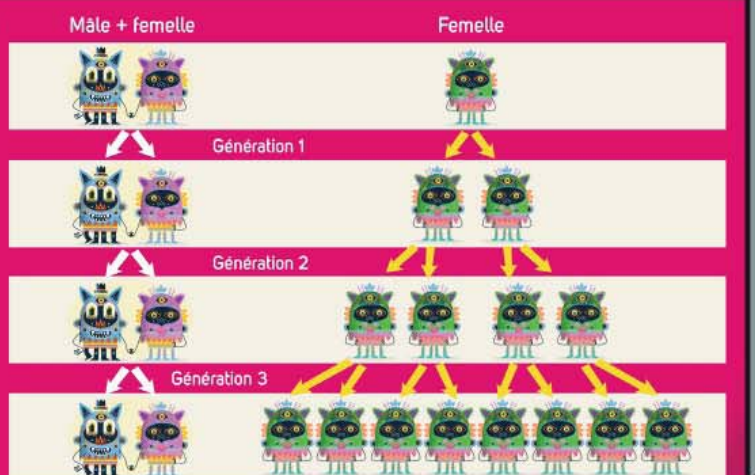 Mâle + femelle
Femelle
Génération 1
Génération 2
Génération 3